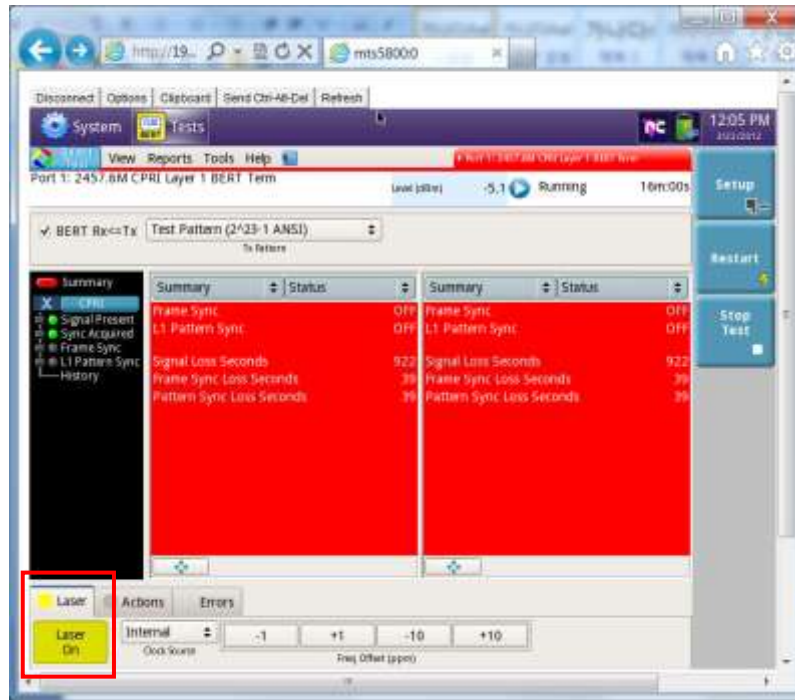 http://19...
mts5800:0
Disconnect Options Clipboard Send Ctrl-Alt-Del Refresh
System Tests
12:05 PM
View Reports Tools Help
Port 1: 2457.6M CPRI Layer 1 BERT Term
Level (dBm) -5.1 Running 16m:00s
Setup
BERT Rx<=Tx Test Pattern (2^23-1 ANSI)
Tx Pattern
Restart
Stop Test
Summary
CPRI
Signal Present
Sync Acquired
Frame Sync
L1 Pattern Sync
History
Summary Status
Frame Sync OFF
L1 Pattern Sync OFF
Signal Loss Seconds 922
Frame Sync Loss Seconds 39
Pattern Sync Loss Seconds 39
Summary Status
Frame Sync OFF
L1 Pattern Sync OFF
Signal Loss Seconds 922
Frame Sync Loss Seconds 39
Pattern Sync Loss Seconds 39
Laser Actions Errors
Laser On
Internal
Clock Source
-1 +1 -10 +10
Freq. Offset (ppm)